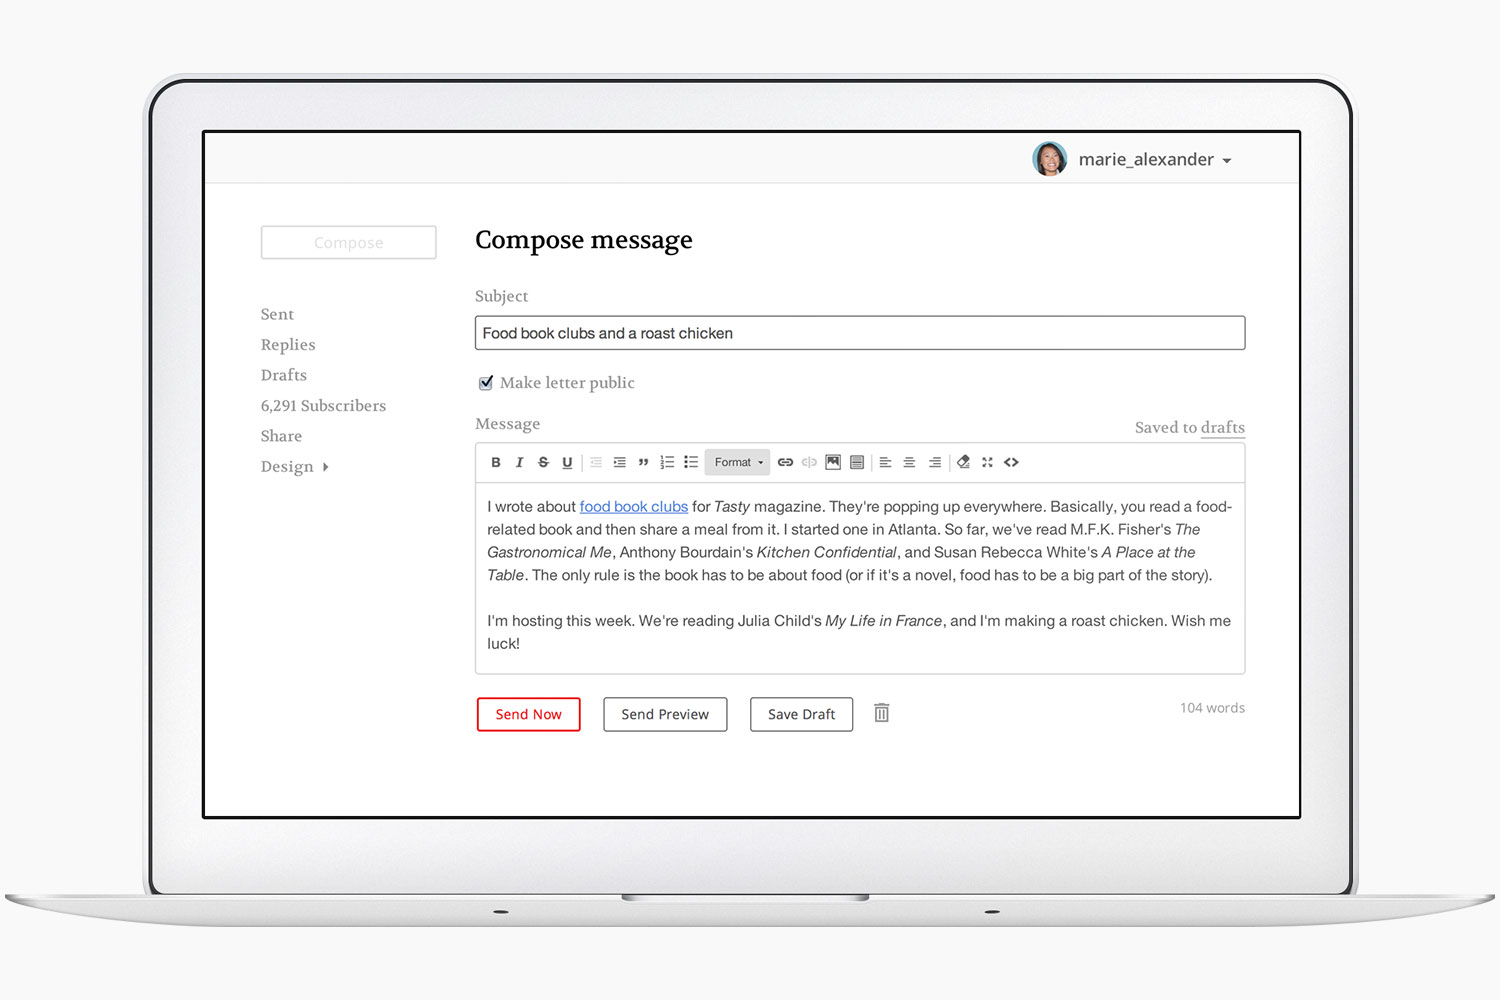 marie_alexander
Compose
Sent
Replies
Drafts
6,291 Subscribers
Share
Design
Compose message
Subject
Food book clubs and a roast chicken
Make letter public
Message
Saved to drafts
B I S U Format
I wrote about food book clubs for Tasty magazine. They're popping up everywhere. Basically, you read a food-
related book and then share a meal from it. I started one in Atlanta. So far, we've read M.F.K. Fisher's The
Gastronomical Me, Anthony Bourdain's Kitchen Confidential, and Susan Rebecca White's A Place at the
Table. The only rule is the book has to be about food (or if it's a novel, food has to be a big part of the story).
I'm hosting this week. We're reading Julia Child's My Life in France, and I'm making a roast chicken. Wish me
luck!
Send Now
Send Preview
Save Draft
104 words